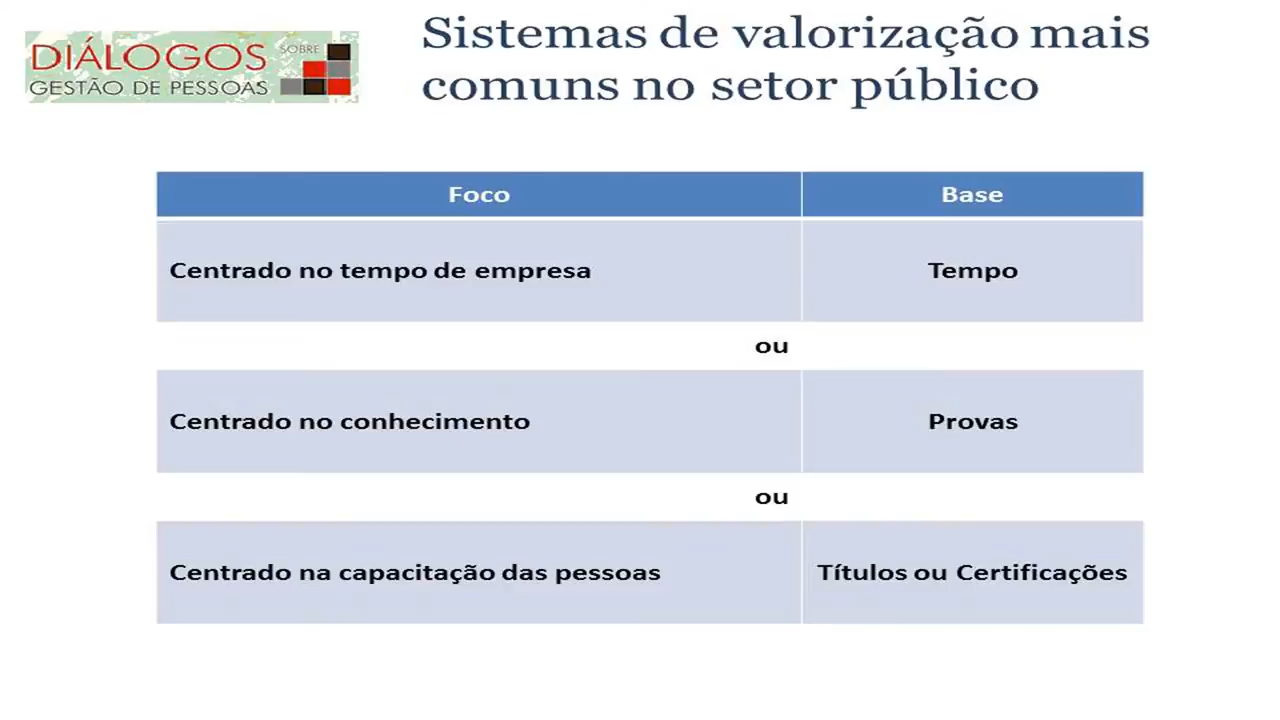 DIÁLOGOS SOBRE
GESTÃO DE PESSOAS
Sistemas de valorização mais
comuns no setor público
Foco Base
Centrado no tempo de empresa Tempo
ou
Centrado no conhecimento Provas
ou
Centrado na capacitação das pessoas Títulos ou Certificações